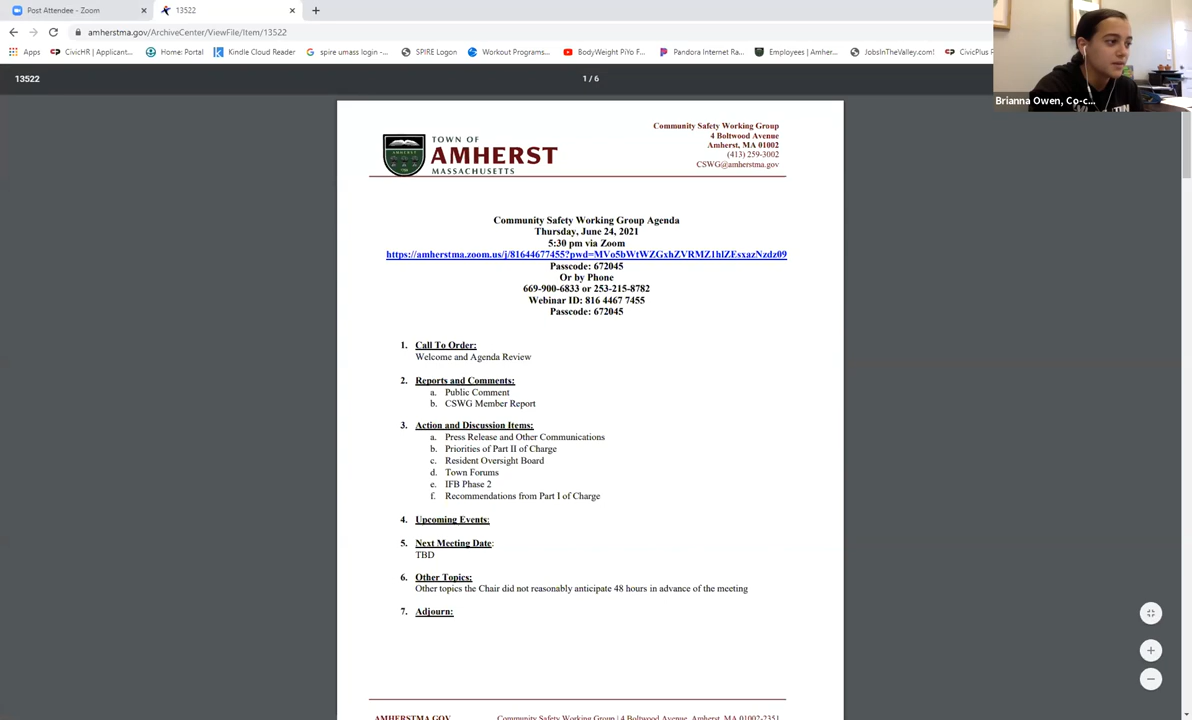 Post Attendee - Zoom
13522
amherstma.gov/ArchiveCenter/ViewFile/Item/13522
Apps
CivicHR | Applicant...
Home: Portal
Kindle Cloud Reader
spire umass login -...
SPIRE Logon
Workout Programs...
BodyWeight PiYo F...
Pandora Internet Ra...
Employees | Amher...
JobsInTheValley.com!
CivicPlus P
13522
1 / 6
Brianna Owen, Co-c...
TOWN OF
AMHERST
MASSACHUSETTS
Community Safety Working Group
4 Boltwood Avenue
Amherst, MA 01002
(413) 259-3002
CSWG@amherstma.gov
Community Safety Working Group Agenda
Thursday, June 24, 2021
5:30 pm via Zoom
https://amherstma.zoom.us/j/81644677455?pwd=MVo5bWtWZGxhZVRMZ1hlZEsxazNzdz09
Passcode: 672045
Or by Phone
669-900-6833 or 253-215-8782
Webinar ID: 816 4467 7455
Passcode: 672045
1. Call To Order:
Welcome and Agenda Review
2. Reports and Comments:
a. Public Comment
b. CSWG Member Report
3. Action and Discussion Items:
a. Press Release and Other Communications
b. Priorities of Part II of Charge
c. Resident Oversight Board
d. Town Forums
e. IFB Phase 2
f. Recommendations from Part I of Charge
4. Upcoming Events:
5. Next Meeting Date:
TBD
6. Other Topics:
Other topics the Chair did not reasonably anticipate 48 hours in advance of the meeting
7. Adjourn:
AMHERSTMA.GOV
Community Safety Working Group | 4 Boltwood Avenue, Amherst, MA 01002-2351